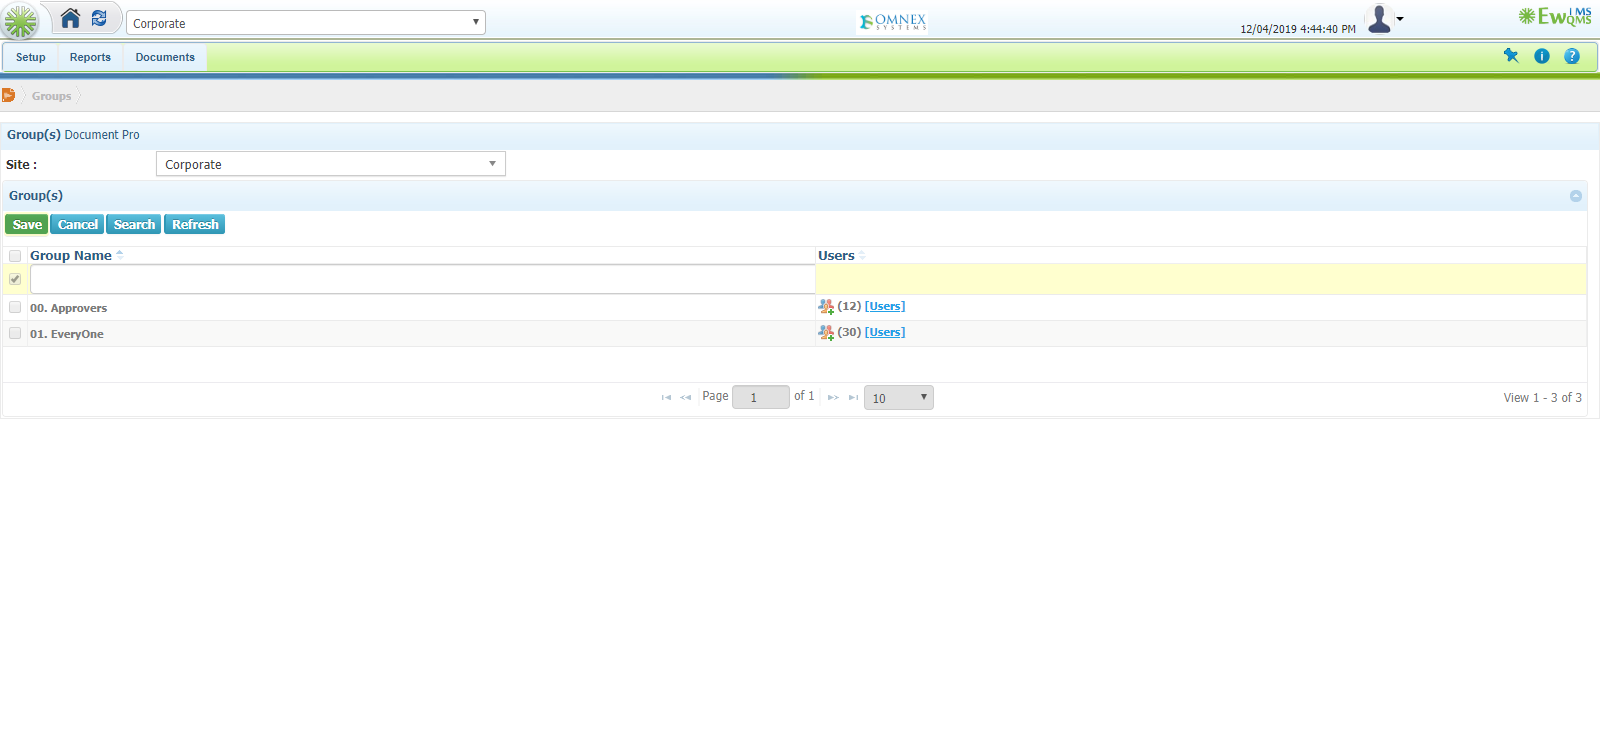 Corporate
OMNEX
SYSTEMS
12/04/2019 4:44:40 PM
EwIMS
QMS
Setup Reports Documents
Groups
Group(s) Document Pro
Site : Corporate
Group(s)
Save Cancel Search Refresh
Group Name Users
00. Approvers (12) [Users]
01. EveryOne (30) [Users]
Page 1 of 1 10 View 1 - 3 of 3